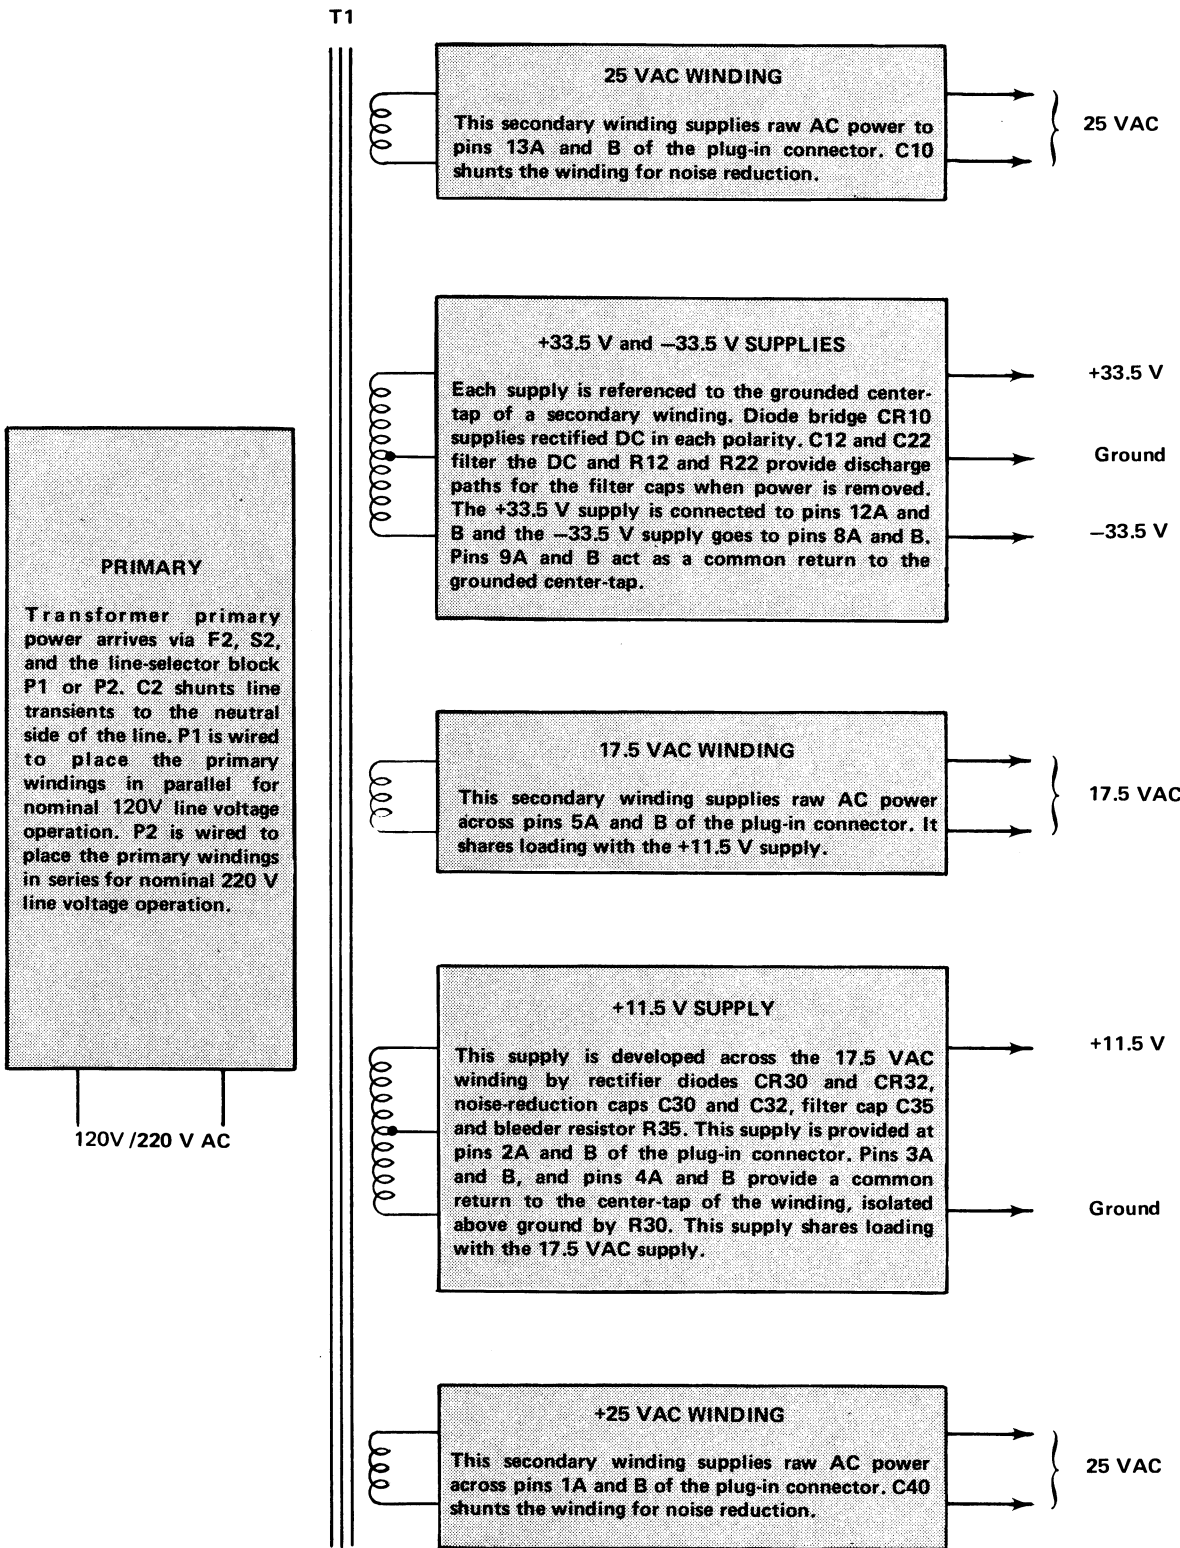 T1
25 VAC WINDING
This secondary winding supplies raw AC power to
pins 13A and B of the plug-in connector. C10
shunts the winding for noise reduction.
25 VAC
+33.5 V and —33.5 V SUPPLIES
Each supply is referenced to the grounded center-
tap of a secondary winding. Diode bridge CR10
supplies rectified DC in each polarity. C12 and C22
filter the DC and R12 and R22 provide discharge
paths for the filter caps when power is removed.
The +33.5 V supply is connected to pins 12A and
B and the —33.5 V supply goes to pins 8A and B.
Pins 9A and B act as a common return to the
grounded center-tap.
+33.5 V
Ground
—33.5 V
PRIMARY
Transformer primary
power arrives via F2, S2,
and the line-selector block
P1 or P2. C2 shunts line
transients to the neutral
side of the line. P1 is wired
to place the primary
windings in parallel for
nominal 120V line voltage
operation. P2 is wired to
place the primary windings
in series for nominal 220 V
line voltage operation.
120V/220 V AC
17.5 VAC WINDING
This secondary winding supplies raw AC power
across pins 5A and B of the plug-in connector. It
shares loading with the +11.5 V supply.
17.5 VAC
+11.5 V SUPPLY
This supply is developed across the 17.5 VAC
winding by rectifier diodes CR30 and CR32,
noise-reduction caps C30 and C32, filter cap C35
and bleeder resistor R35. This supply is provided at
pins 2A and B of the plug-in connector. Pins 3A
and B, and pins 4A and B provide a common
return to the center-tap of the winding, isolated
above ground by R30. This supply shares loading
with the 17.5 VAC supply.
+11.5 V
Ground
+25 VAC WINDING
This secondary winding supplies raw AC power
across pins 1A and B of the plug-in connector. C40
shunts the winding for noise reduction.
25 VAC